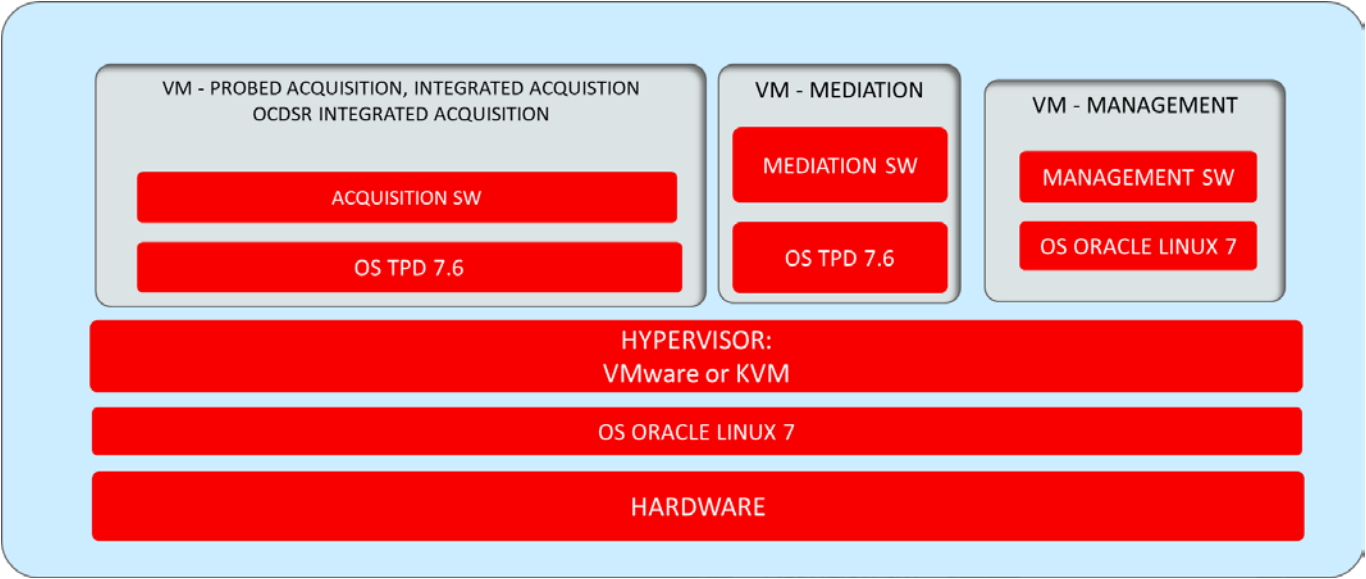 VM - PROBED ACQUISITION, INTEGRATED ACQUISTION
OCDSR INTEGRATED ACQUISITION
ACQUISITION SW
OS TPD 7.6
VM - MEDIATION
MEDIATION SW
OS TPD 7.6
VM - MANAGEMENT
MANAGEMENT SW
OS ORACLE LINUX 7
HYPERVISOR:
VMware or KVM
OS ORACLE LINUX 7
HARDWARE